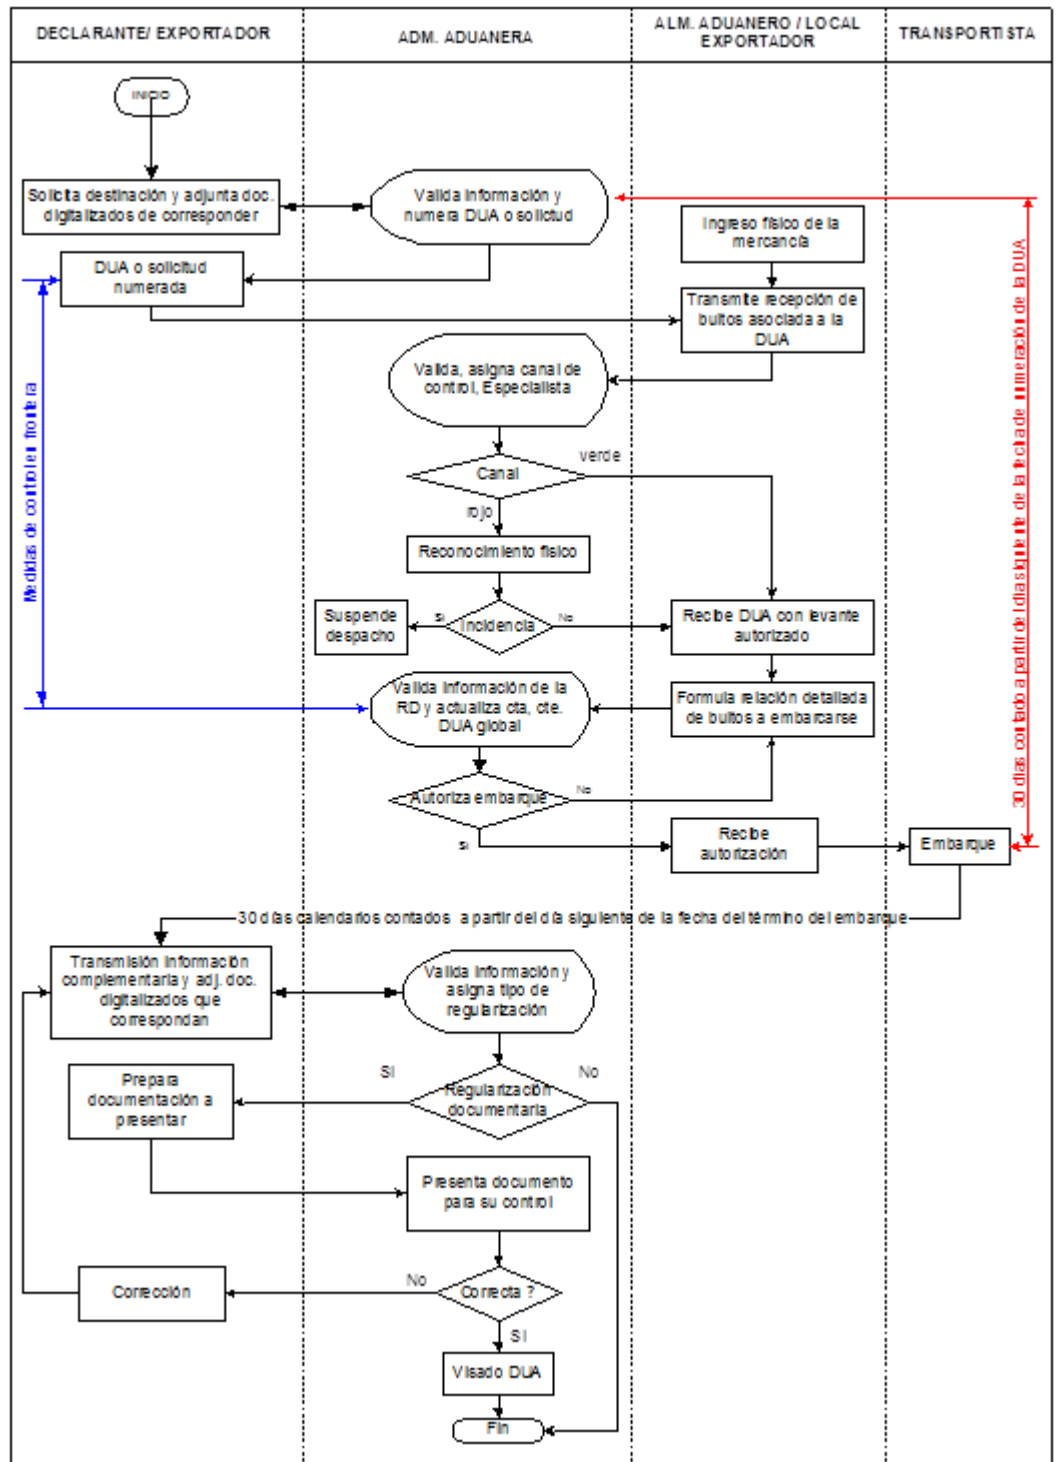 DECLARANTE/ EXPORTADOR
ADM. ADUANERA
ALM. ADUANERO / LOCAL
EXPORTADOR
TRANSPORTISTA
INICIO
Solicita destinación y adjunta doc.
digitalizados de corresponder
Valida información y
numera DUA o solicitud
Ingreso físico de la
mercancía
DUA o solicitud
numerada
Transmite recepción de
bultos asociada a la
DUA
Valida, asigna canal de
control, Especialista
Canal
verde
rojo
Reconocimiento físico
Suspende
despacho
Si
Incidencia
No
Recibe DUA con levante
autorizado
Medidas de control en frontera
30 días contado a partir del día siguiente de la fecha de numeración de la DUA
Valida información de la
RD y actualiza cta, cte.
DUA global
Formula relación detallada
de bultos a embarcarse
Autoriza embarque
No
Si
Recibe
autorización
Embarque
30 días calendarios contados a partir del día siguiente de la fecha del término del embarque
Transmisión información
complementaria y adj. doc.
digitalizados que
correspondan
Valida información y
asigna tipo de
regularización
Prepara
documentación a
presentar
SI
Regularización
documentaria
No
Presenta documento
para su control
Corrección
No
Correcta ?
SI
Visado DUA
Fin